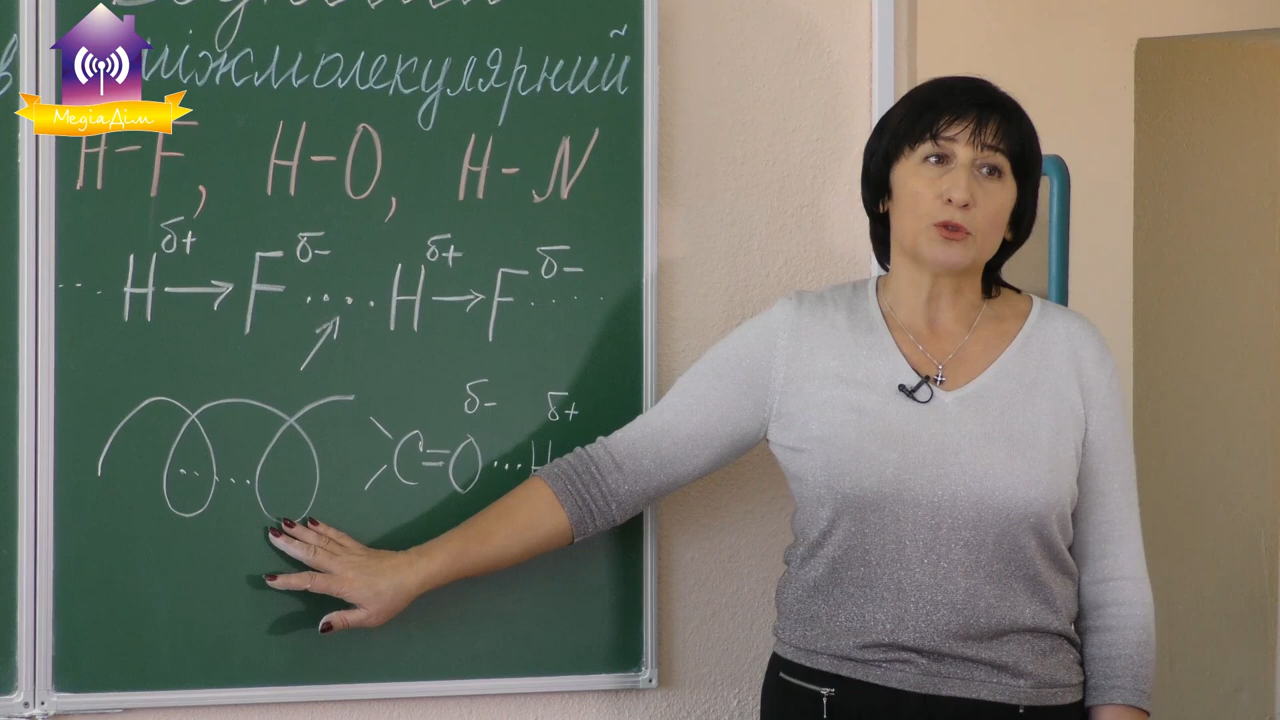 міжмолекулярний
МедіаДім
H-F, H-O, H-N
δ+ δ- δ+ δ-
... H → F .... H → F .....
δ- δ+
C=O ... H